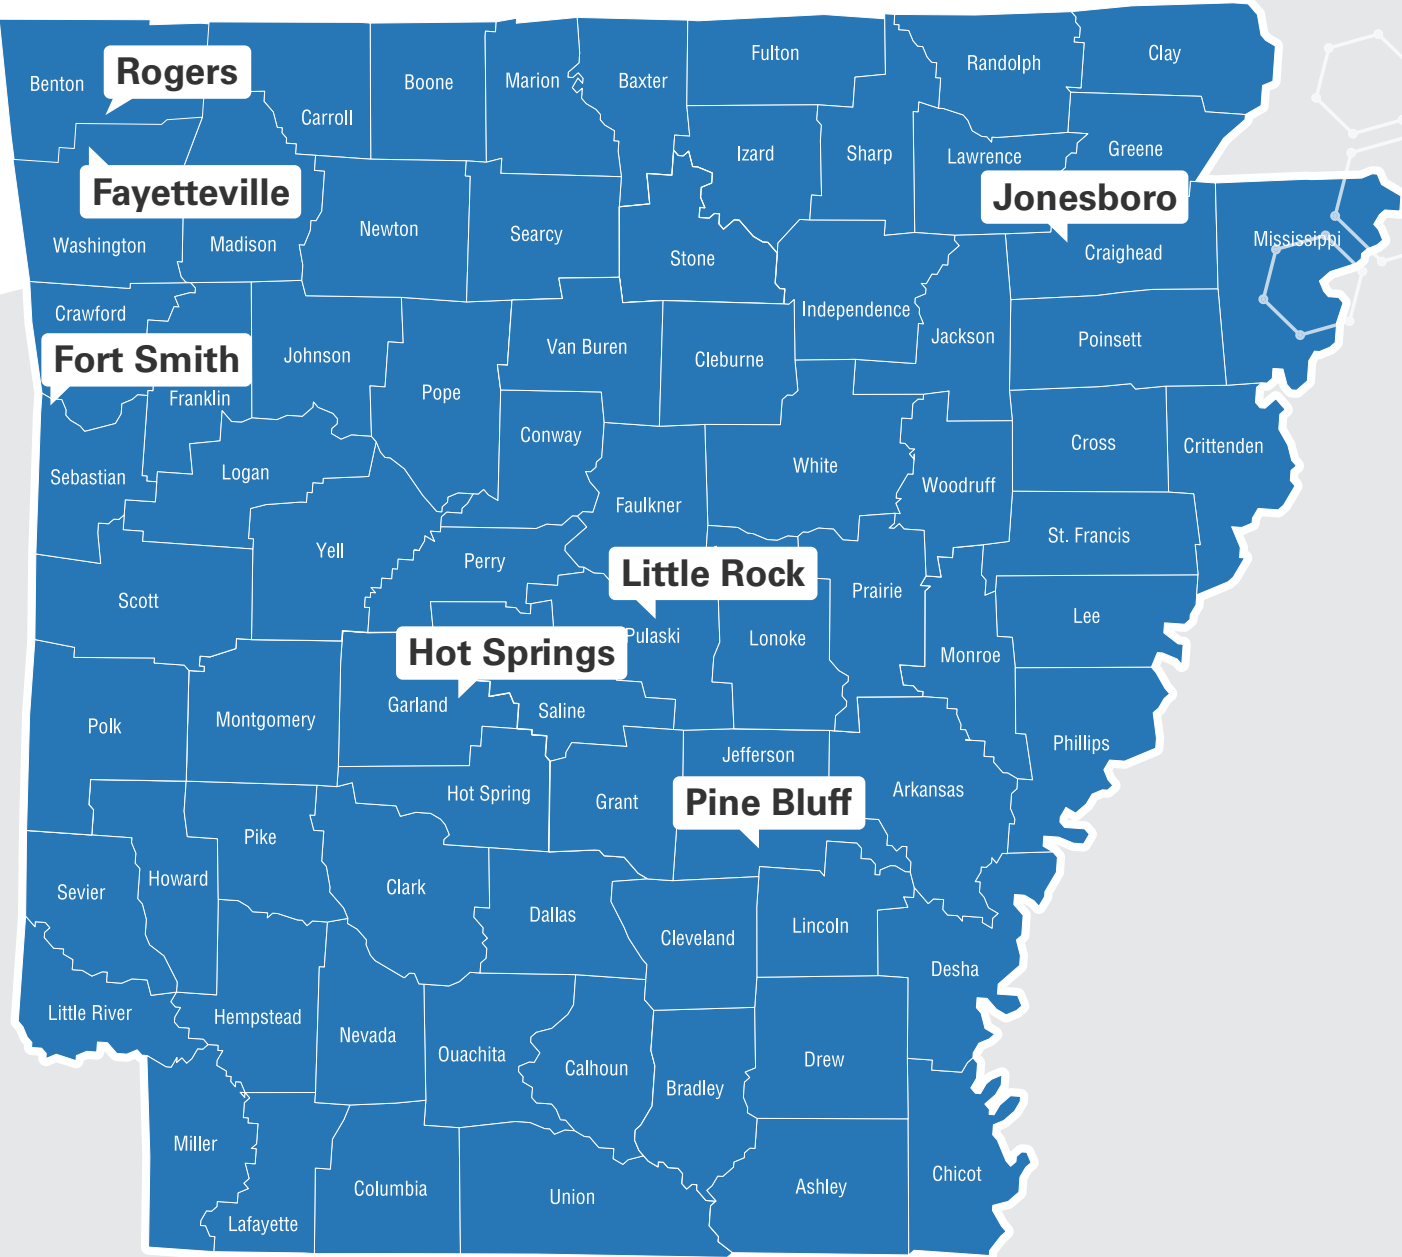 Fulton
Clay
Randolph
Rogers
Benton
Boone
Marion
Baxter
Carroll
Greene
Izard
Sharp
Lawrence
Fayetteville
Jonesboro
Newton
Searcy
Washington
Madison
Mississippi
Craighead
Stone
Independence
Crawford
Jackson
Poinsett
Van Buren
Fort Smith
Johnson
Cleburne
Pope
Franklin
Conway
Cross
Crittenden
White
Logan
Sebastian
Woodruff
Faulkner
St. Francis
Yell
Perry
Little Rock
Prairie
Scott
Lee
Pulaski
Lonoke
Hot Springs
Monroe
Garland
Saline
Montgomery
Polk
Phillips
Jefferson
Arkansas
Hot Spring
Grant
Pine Bluff
Pike
Howard
Clark
Sevier
Dallas
Lincoln
Cleveland
Desha
Little River
Hempstead
Nevada
Ouachita
Drew
Calhoun
Bradley
Miller
Chicot
Columbia
Ashley
Union
Lafayette